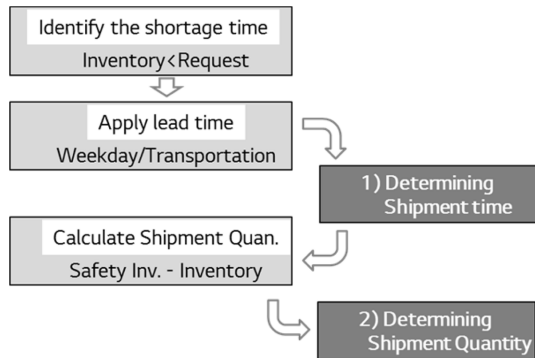 Identify the shortage time
Inventory<Request
Apply lead time
Weekday/Transportation
1) Determining
Shipment time
Calculate Shipment Quan.
Safety Inv. - Inventory
2) Determining
Shipment Quantity